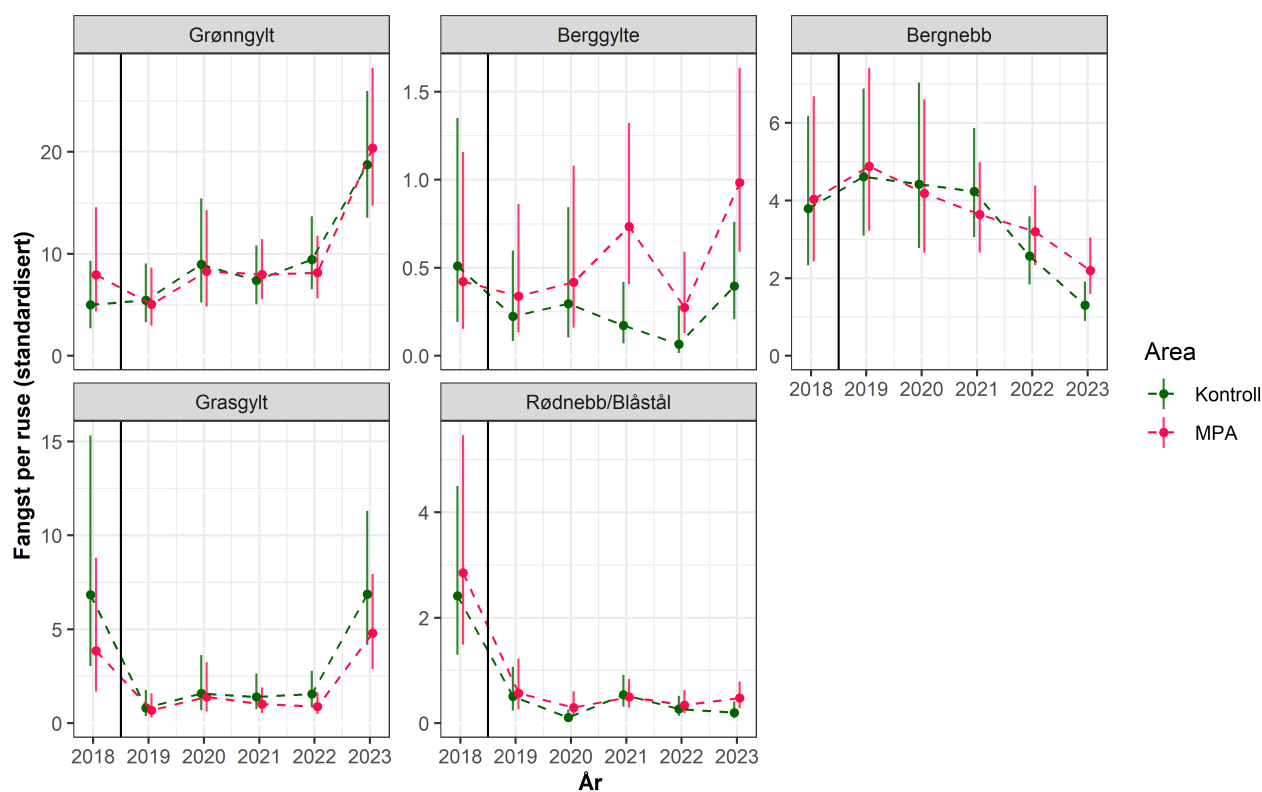 Grønngylt
Berggylte
Bergnebb
0
10
20
0.0
0.5
1.0
1.5
0
2
4
6
2018 2019 2020 2021 2022 2023
Grasgylt
Rødnebb/Blåstål
0
5
10
15
0
2
4
2018 2019 2020 2021 2022 2023
2018 2019 2020 2021 2022 2023
År
Fangst per ruse (standardisert)
Area
Kontroll
MPA